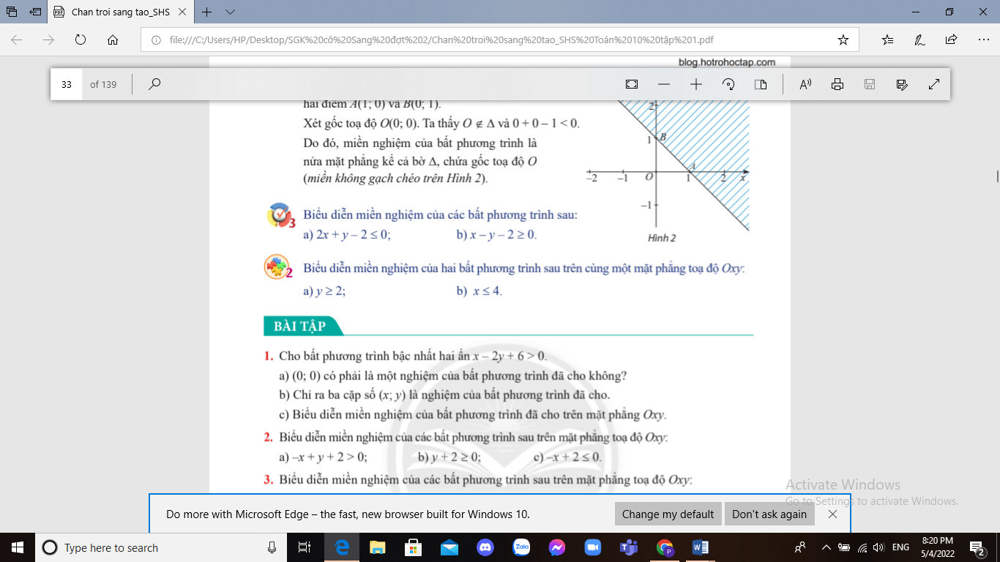 Chan troi sang tao_SHS
file:///C:/Users/HP/Desktop/SGK%20cô%20Sang%20đợt%202/Chan%20troi%20sang%20tao_SHS%20Toán%2010%20tập%201.pdf
blog.hotrohoctap.com
33 of 139
hai điểm A(1; 0) và B(0; 1).
Xét gốc toạ độ O(0; 0). Ta thấy O ∉ Δ và 0 + 0 – 1 < 0.
Do đó, miền nghiệm của bất phương trình là
nửa mặt phẳng kể cả bờ Δ, chứa gốc toạ độ O
(miền không gạch chéo trên Hình 2).
2
1 B
A
–2 –1 O 1 2 x
–1
Hình 2
3 Biểu diễn miền nghiệm của các bất phương trình sau:
a) 2x + y – 2 ≤ 0; b) x – y – 2 ≥ 0.
2 Biểu diễn miền nghiệm của hai bất phương trình sau trên cùng một mặt phẳng toạ độ Oxy:
a) y ≥ 2; b) x ≤ 4.
BÀI TẬP
1. Cho bất phương trình bậc nhất hai ẩn x – 2y + 6 > 0.
a) (0; 0) có phải là một nghiệm của bất phương trình đã cho không?
b) Chỉ ra ba cặp số (x; y) là nghiệm của bất phương trình đã cho.
c) Biểu diễn miền nghiệm của bất phương trình đã cho trên mặt phẳng Oxy.
2. Biểu diễn miền nghiệm của các bất phương trình sau trên mặt phẳng toạ độ Oxy:
a) –x + y + 2 > 0; b) y + 2 ≥ 0; c) –x + 2 ≤ 0.
3. Biểu diễn miền nghiệm của các bất phương trình sau trên mặt phẳng toạ độ Oxy:
Activate Windows
Go to Settings to activate Windows.
Do more with Microsoft Edge – the fast, new browser built for Windows 10.
Change my default
Don't ask again
Type here to search
Zalo
ENG
8:20 PM
5/4/2022
2